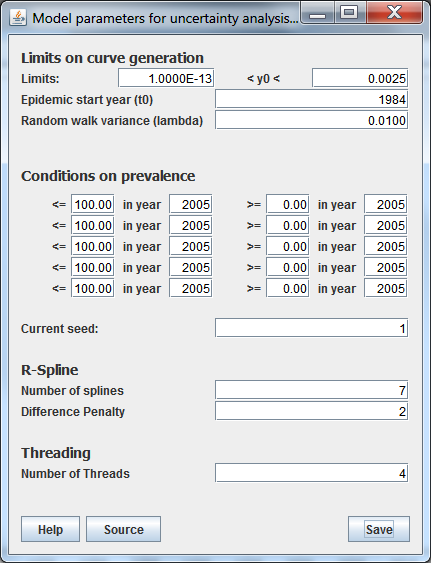 Model parameters for uncertainty analysis...
Limits on curve generation
Limits: 1.0000E-13 < y0 < 0.0025
Epidemic start year (t0) 1984
Random walk variance (lambda) 0.0100
Conditions on prevalence
<= 100.00 in year 2005 >= 0.00 in year 2005
<= 100.00 in year 2005 >= 0.00 in year 2005
<= 100.00 in year 2005 >= 0.00 in year 2005
<= 100.00 in year 2005 >= 0.00 in year 2005
<= 100.00 in year 2005 >= 0.00 in year 2005
Current seed: 1
R-Spline
Number of splines 7
Difference Penalty 2
Threading
Number of Threads 4
Help Source Save